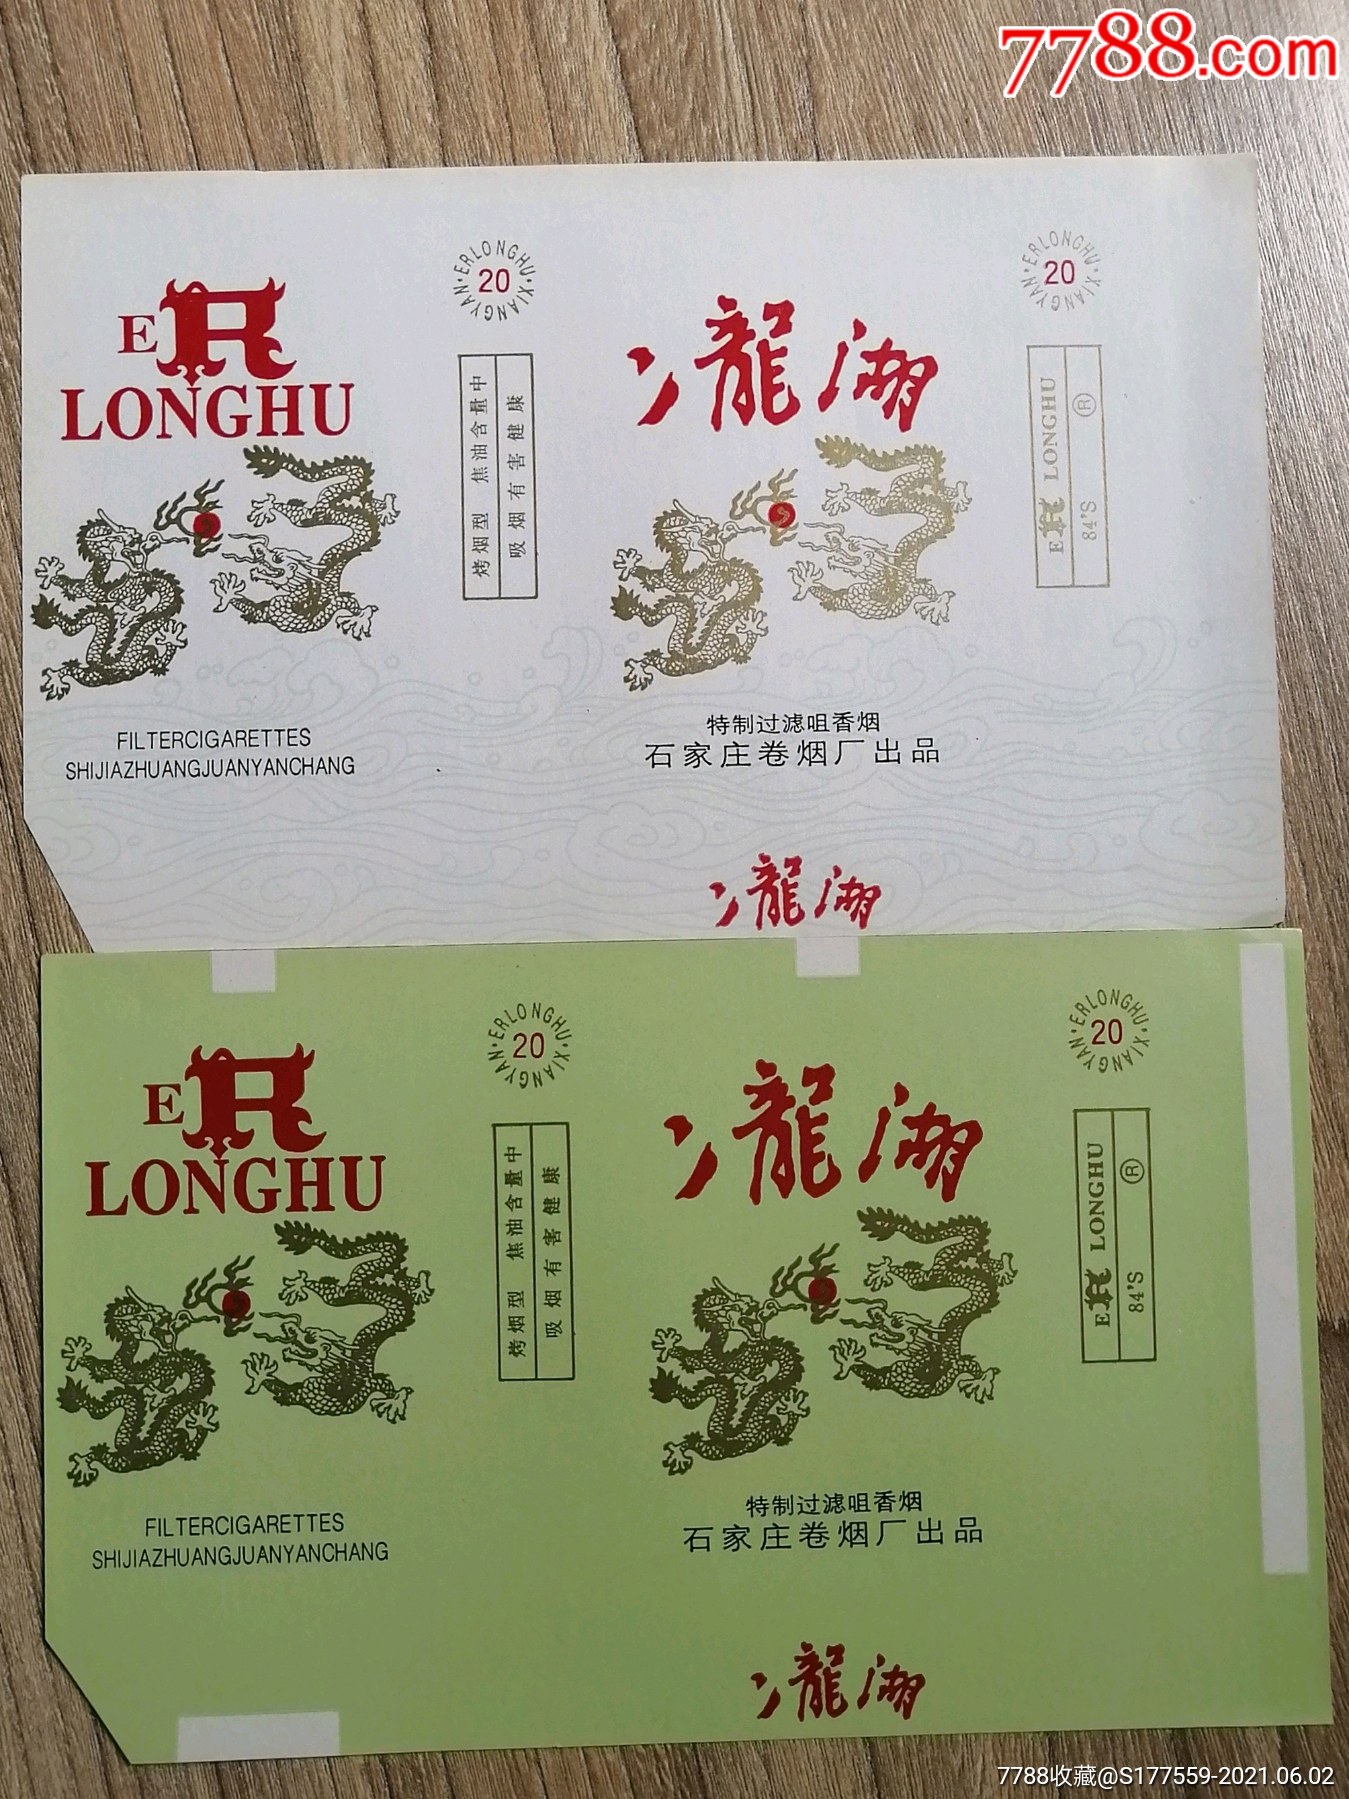 7788.com
ER
LONGHU
·ERLONGHU·XIANGYAN
20
烤烟型 焦油含量中
吸烟有害健康
二龍湖
·ERLONGHU·XIANGYAN
20
ER LONGHU
84'S ®
FILTERCIGARETTES
SHIJIAZHUANGJUANYANCHANG
特制过滤咀香烟
石家庄卷烟厂出品
二龍湖
ER
LONGHU
·ERLONGHU·XIANGYAN
20
烤烟型 焦油含量中
吸烟有害健康
二龍湖
·ERLONGHU·XIANGYAN
20
ER LONGHU
84'S ®
FILTERCIGARETTES
SHIJIAZHUANGJUANYANCHANG
特制过滤咀香烟
石家庄卷烟厂出品
二龍湖
7788收藏@S177559-2021.06.02